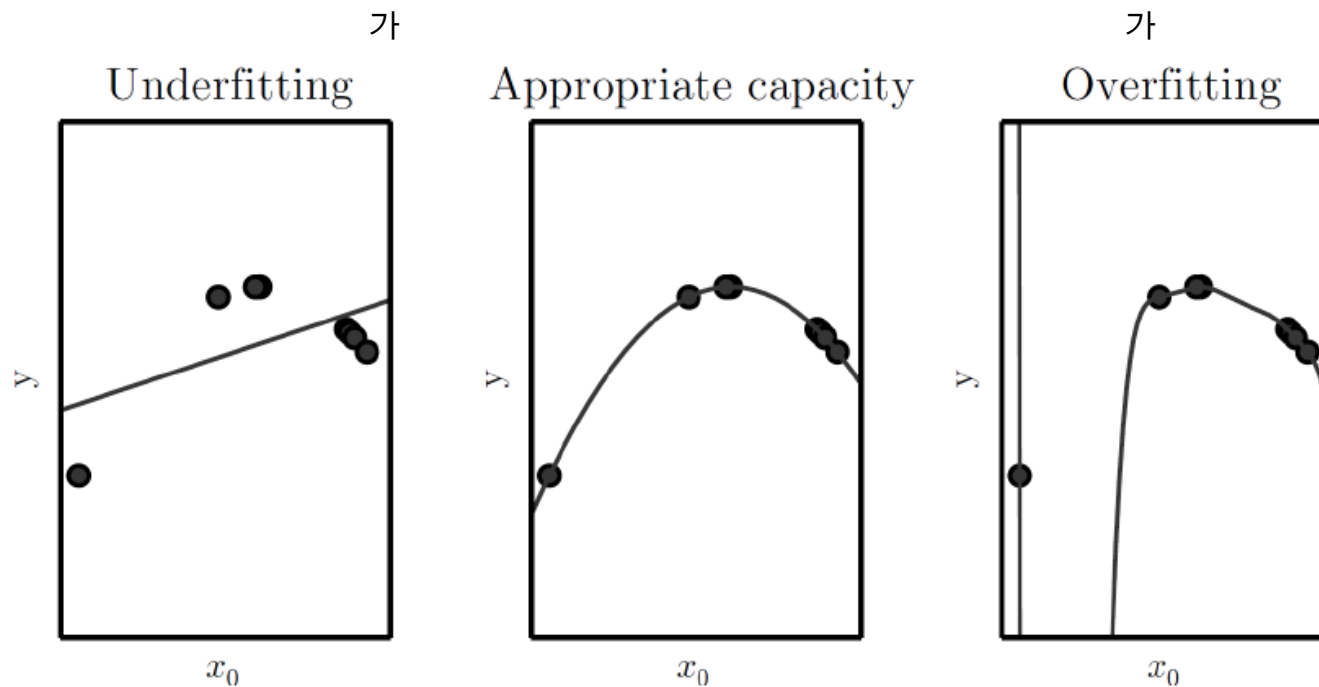 가 가
Underfitting Appropriate capacity Overfitting
y y y
x₀ x₀ x₀